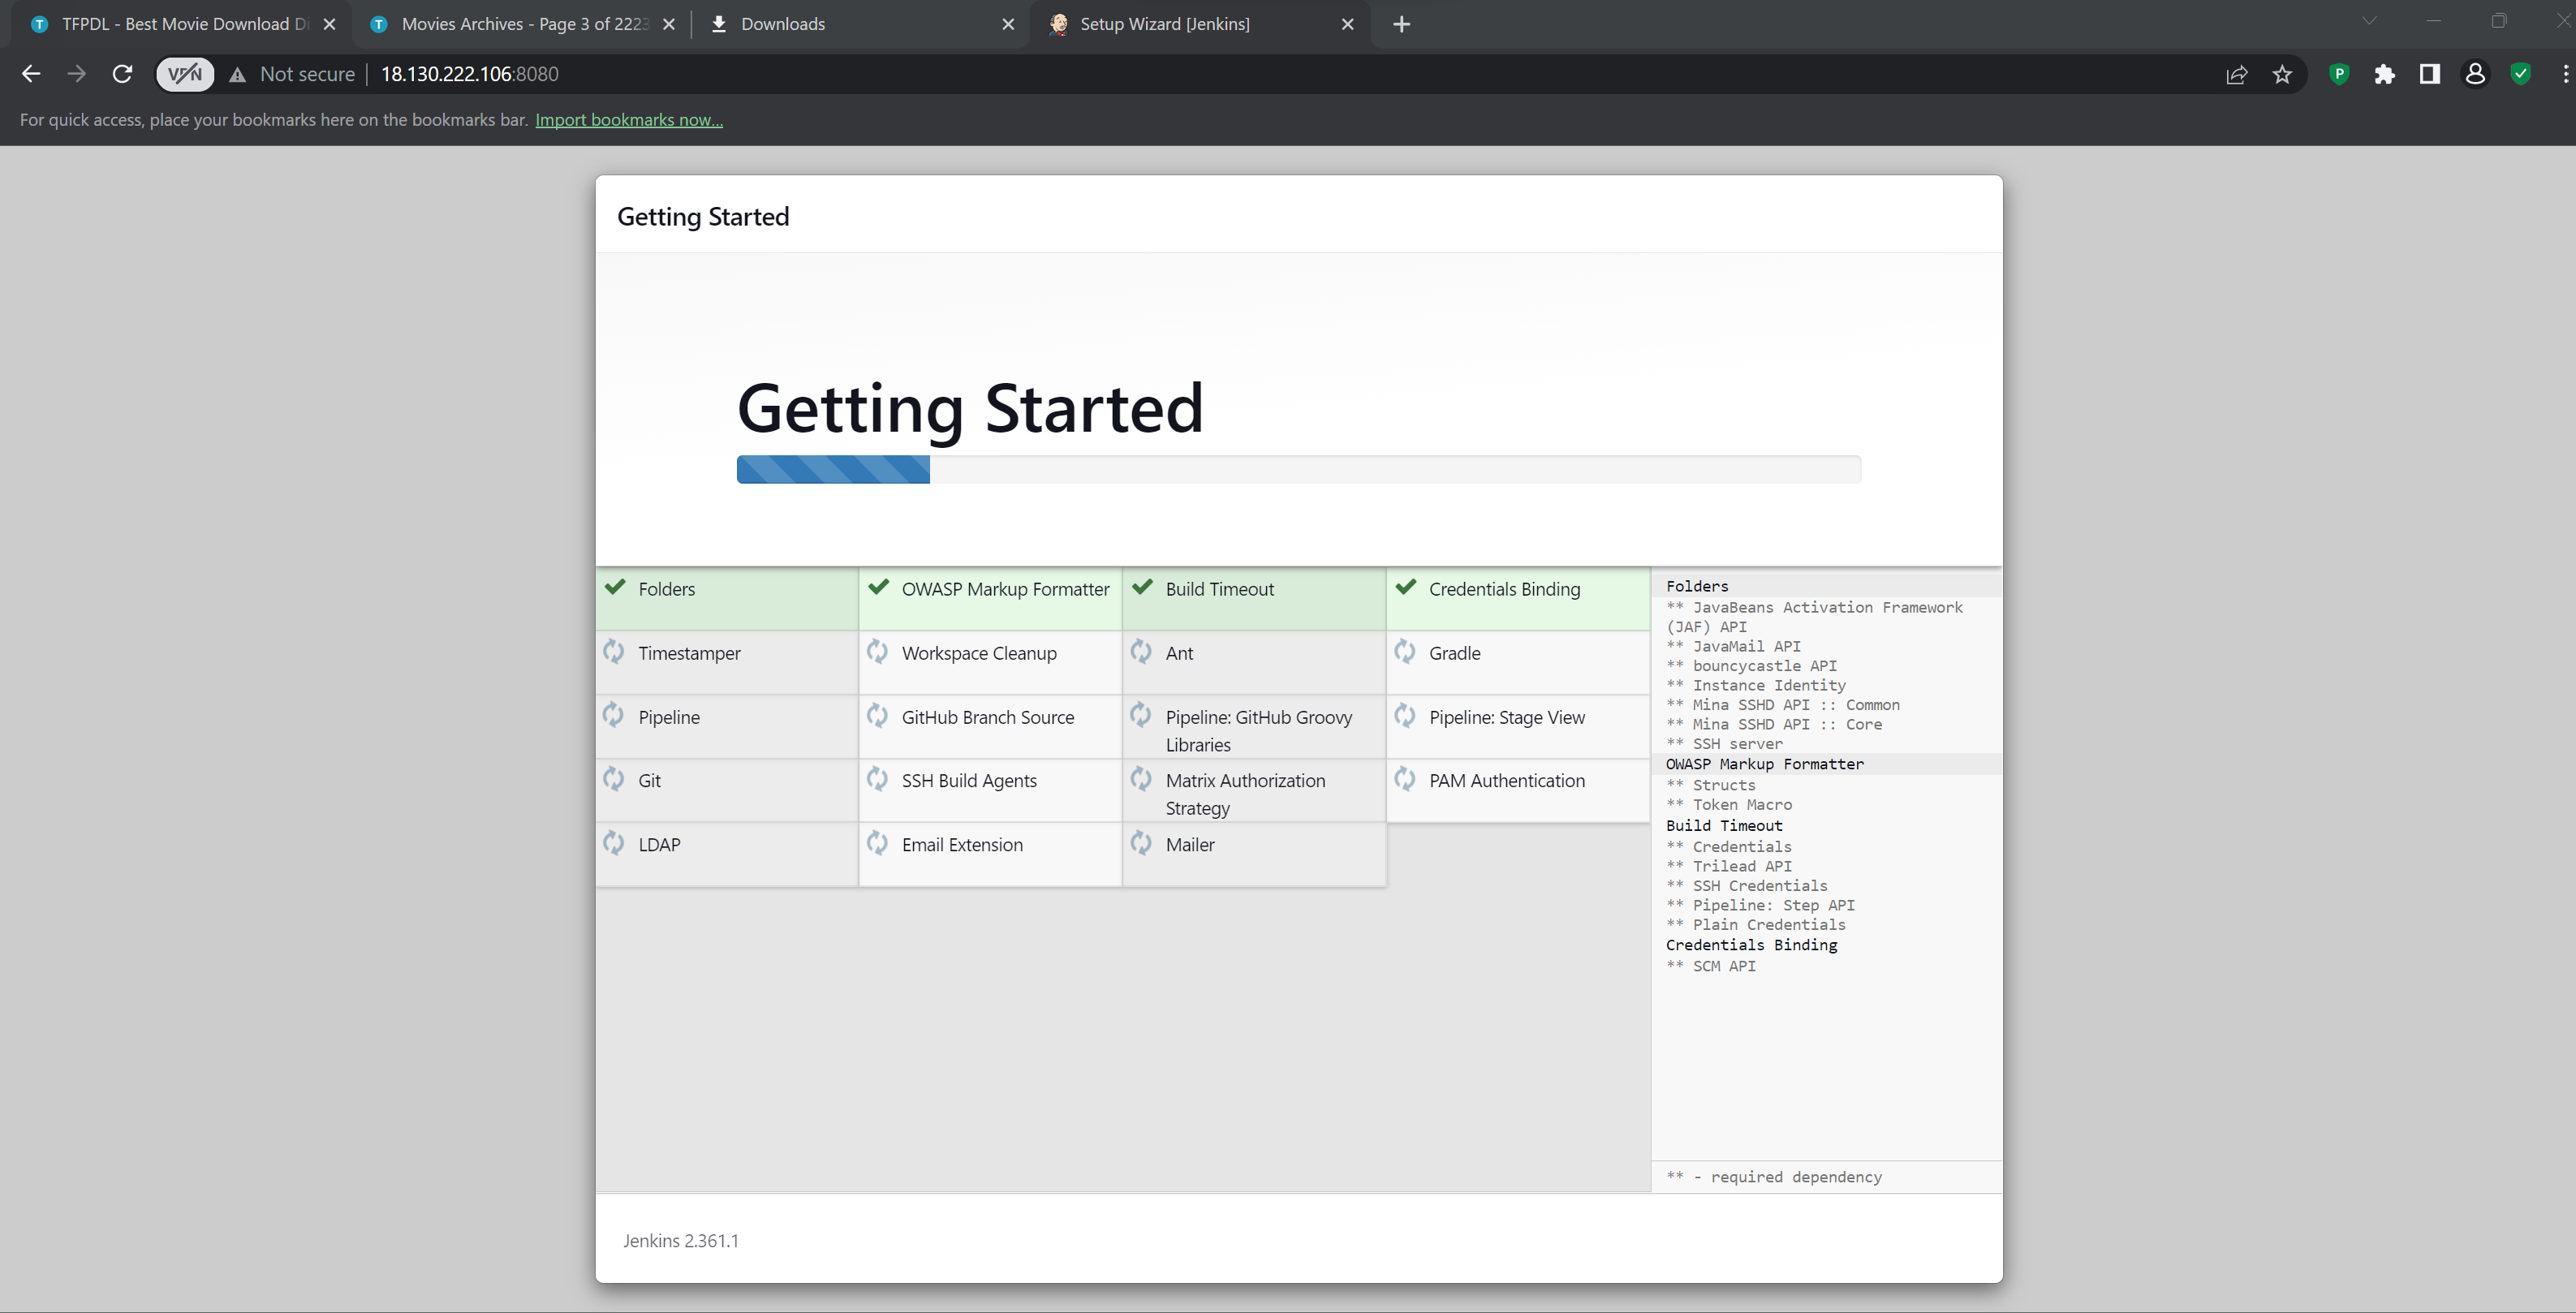 TFPDL - Best Movie Download Di
Movies Archives - Page 3 of 2223
Downloads
Setup Wizard [Jenkins]
VPN
Not secure
18.130.222.106:8080
P
For quick access, place your bookmarks here on the bookmarks bar. Import bookmarks now...
Getting Started
Getting Started
Folders
OWASP Markup Formatter
Build Timeout
Credentials Binding
Timestamper
Workspace Cleanup
Ant
Gradle
Pipeline
GitHub Branch Source
Pipeline: GitHub Groovy
Libraries
Pipeline: Stage View
Git
SSH Build Agents
Matrix Authorization
Strategy
PAM Authentication
LDAP
Email Extension
Mailer
Folders
** JavaBeans Activation Framework
(JAF) API
** JavaMail API
** bouncycastle API
** Instance Identity
** Mina SSHD API :: Common
** Mina SSHD API :: Core
** SSH server
OWASP Markup Formatter
** Structs
** Token Macro
Build Timeout
** Credentials
** Trilead API
** SSH Credentials
** Pipeline: Step API
** Plain Credentials
Credentials Binding
** SCM API
** - required dependency
Jenkins 2.361.1